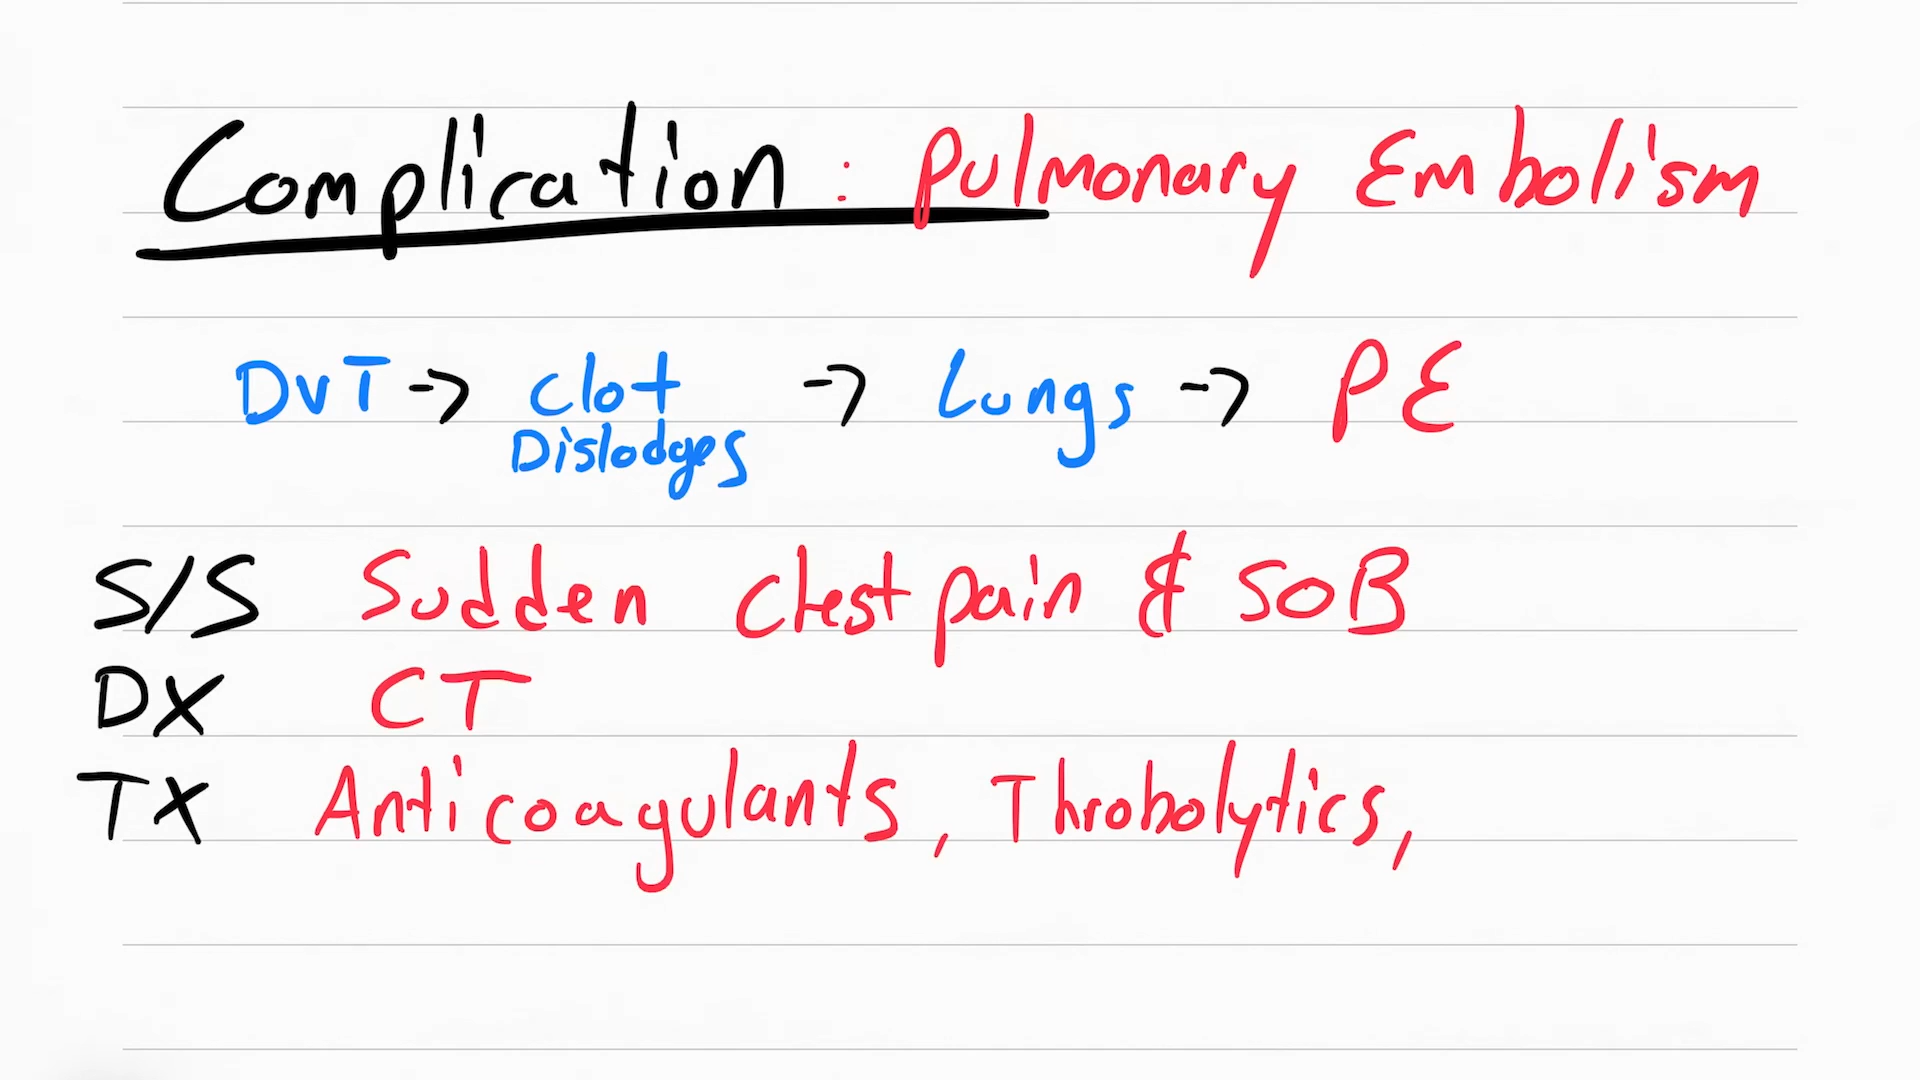 Complication : Pulmonary Embolism
DVT -> Clot Dislodges -> Lungs -> PE
S/S Sudden Chest pain & SOB
DX CT
TX Anticoagulants, Throbolytics,